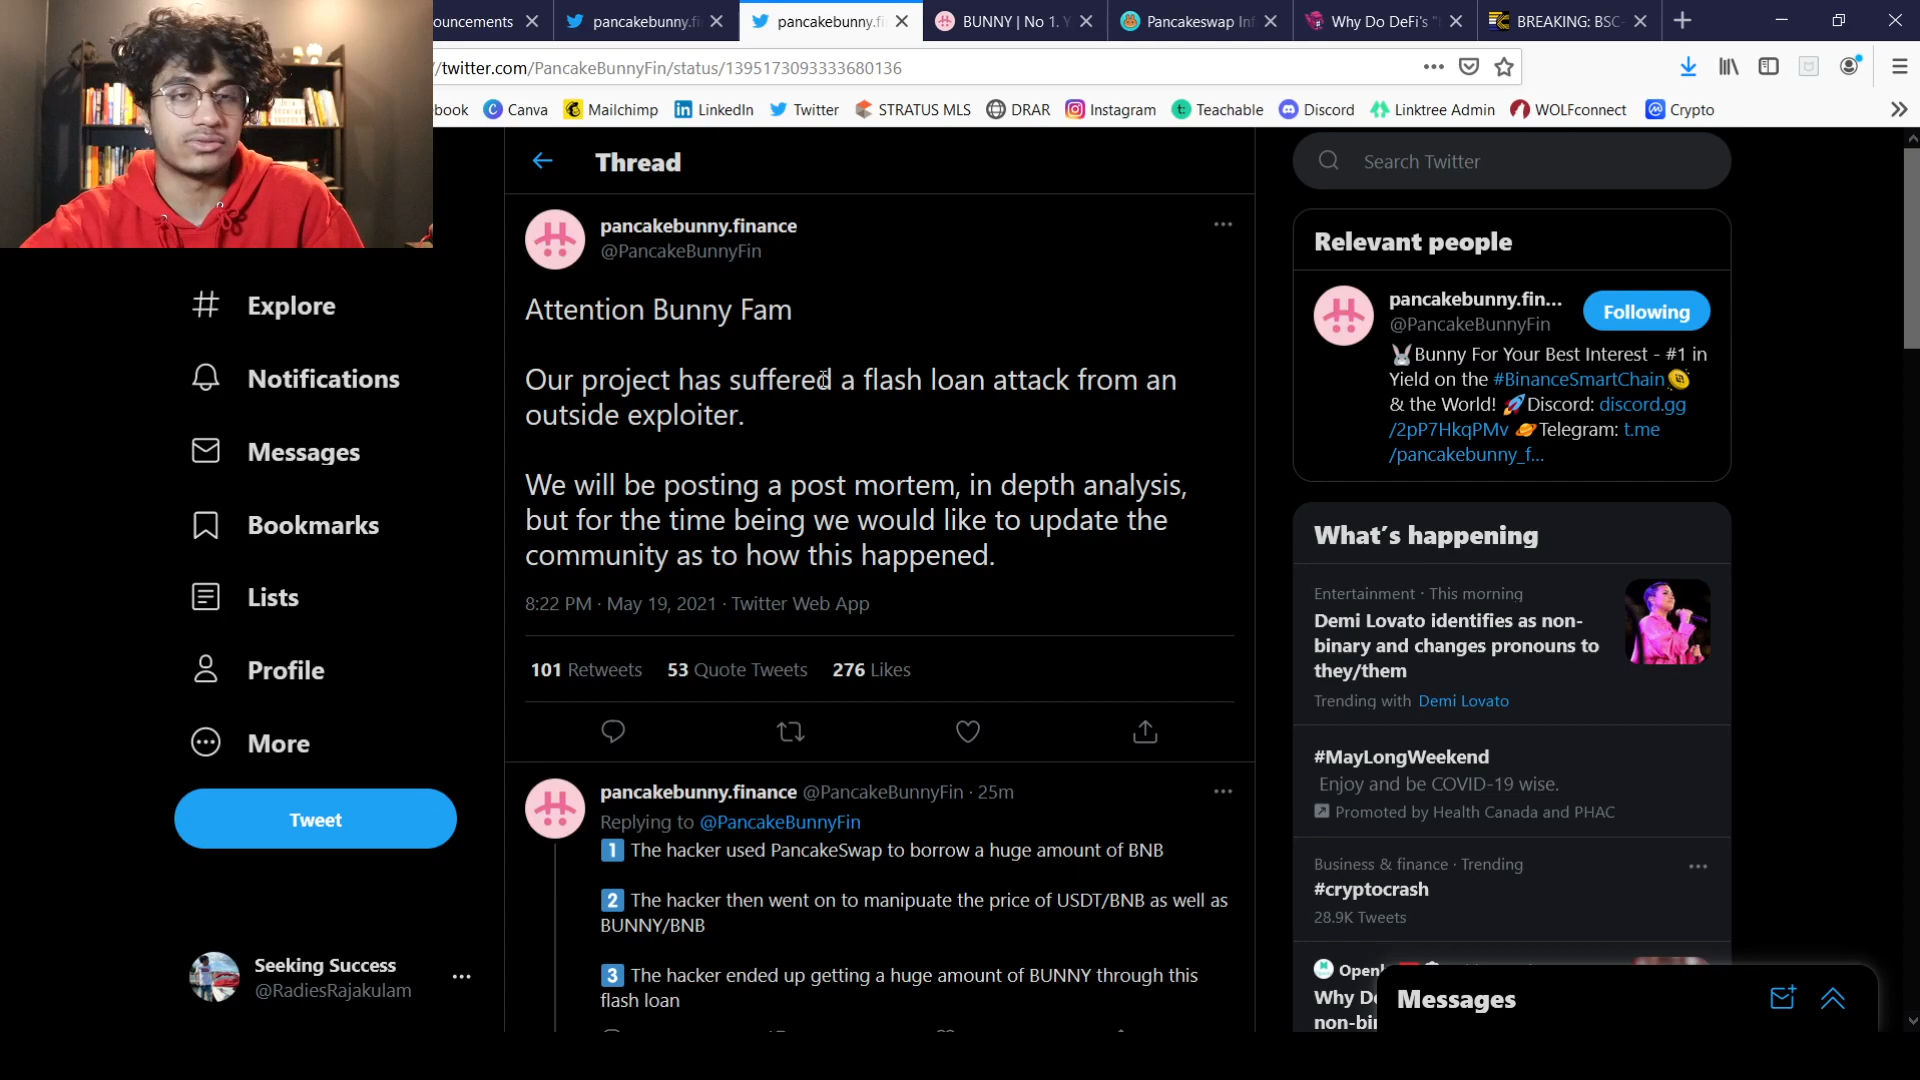 ouncements
pancakebunny.fi
pancakebunny.fi
BUNNY | No 1. Y
Pancakeswap Inf
Why Do DeFi's "
BREAKING: BSC-
/twitter.com/PancakeBunnyFin/status/1395173093333680136
book
Canva
Mailchimp
LinkedIn
Twitter
STRATUS MLS
DRAR
Instagram
Teachable
Discord
Linktree Admin
WOLFconnect
Crypto
Explore
Notifications
Messages
Bookmarks
Lists
Profile
More
Tweet
Seeking Success
@RadiesRajakulam
Thread
pancakebunny.finance
@PancakeBunnyFin
Attention Bunny Fam
Our project has suffered a flash loan attack from an
outside exploiter.
We will be posting a post mortem, in depth analysis,
but for the time being we would like to update the
community as to how this happened.
8:22 PM · May 19, 2021 · Twitter Web App
101 Retweets 53 Quote Tweets 276 Likes
pancakebunny.finance @PancakeBunnyFin · 25m
Replying to @PancakeBunnyFin
1 The hacker used PancakeSwap to borrow a huge amount of BNB
2 The hacker then went on to manipuate the price of USDT/BNB as well as
BUNNY/BNB
3 The hacker ended up getting a huge amount of BUNNY through this
flash loan
Search Twitter
Relevant people
pancakebunny.fin...
@PancakeBunnyFin
Following
Bunny For Your Best Interest - #1 in
Yield on the #BinanceSmartChain
& the World! Discord: discord.gg
/2pP7HkqPMv Telegram: t.me
/pancakebunny_f...
What's happening
Entertainment · This morning
Demi Lovato identifies as non-
binary and changes pronouns to
they/them
Trending with Demi Lovato
#MayLongWeekend
Enjoy and be COVID-19 wise.
Promoted by Health Canada and PHAC
Business & finance · Trending
#cryptocrash
28.9K Tweets
Openl
Why D
non-bi
Messages